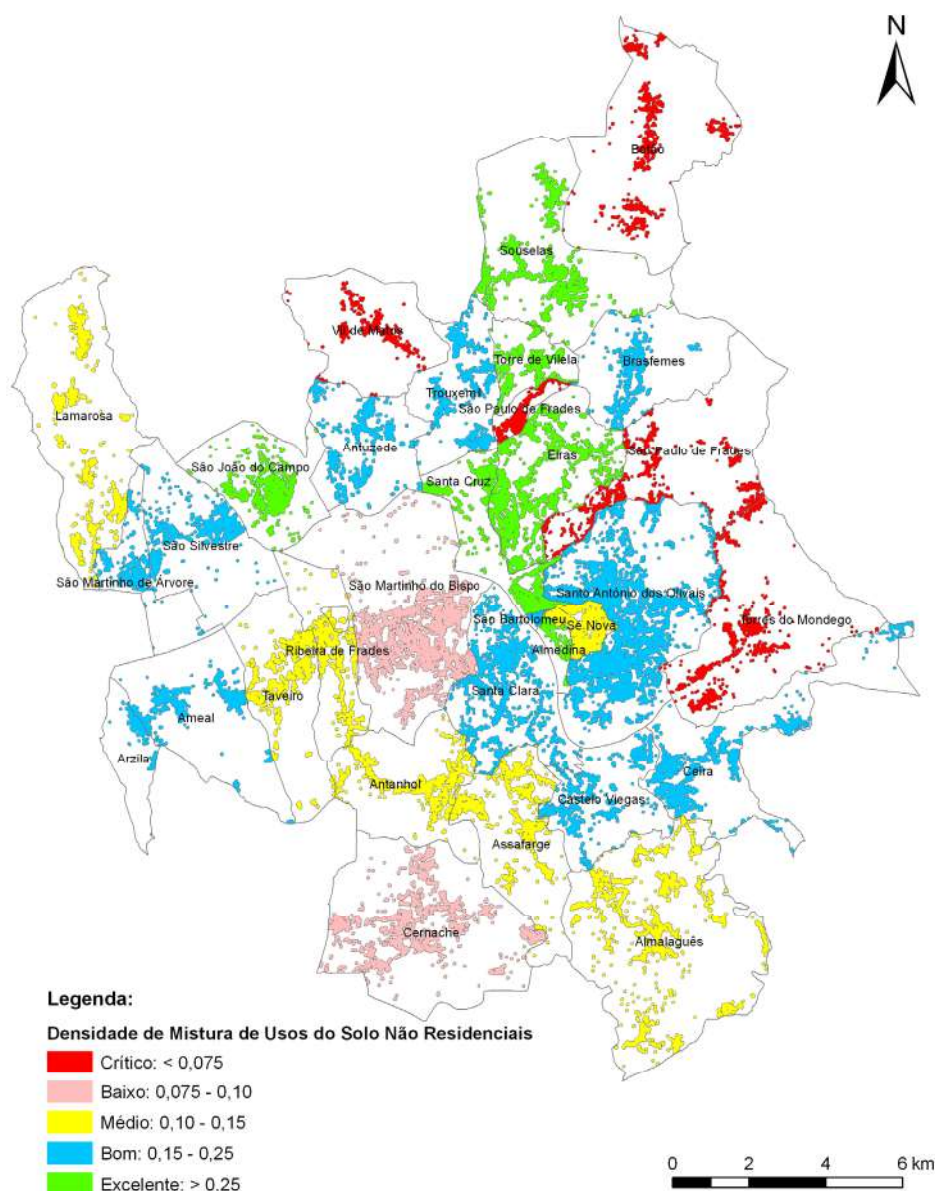 N
Botão
Souselas
Vil de Matos
Torre de Vilela
Brasfemes
Trouxemil
São Paulo de Frades
Lamarosa
Antuzede
Eiras
São Paulo de Frades
São João do Campo
Santa Cruz
São Silvestre
São Martinho de Árvore
São Martinho do Bispo
Santo António dos Olivais
São Bartolomeu
Sé Nova
Torres do Mondego
Ribeira de Frades
Almedina
Taveiro
Santa Clara
Ameal
Arzila
Antanhol
Ceira
Castelo Viegas
Assafarge
Cernache
Almalaguês
Legenda:
Densidade de Mistura de Usos do Solo Não Residenciais
Crítico: < 0,075
Baixo: 0,075 - 0,10
Médio: 0,10 - 0,15
Bom: 0,15 - 0,25
Excelente: > 0,25
0 2 4 6 km